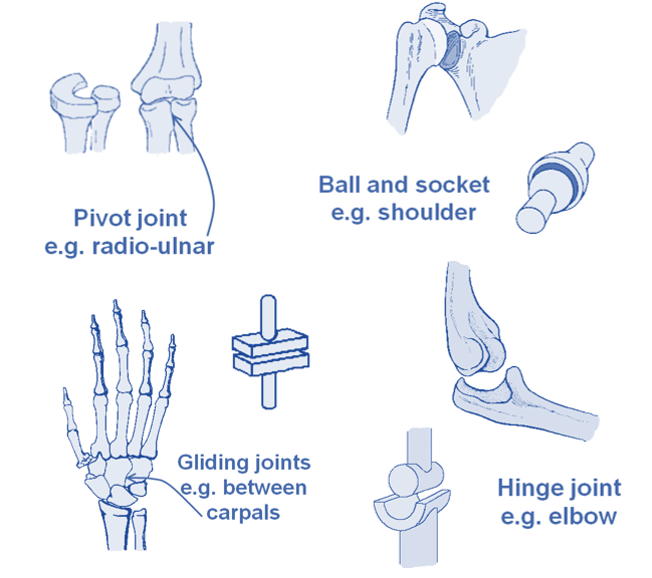 Pivot joint
e.g. radio-ulnar
Ball and socket
e.g. shoulder
Gliding joints
e.g. between
carpals
Hinge joint
e.g. elbow